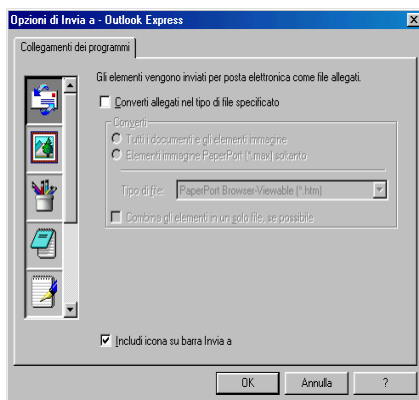 Opzioni di Invia a - Outlook Express
Collegamenti dei programmi
Gli elementi vengono inviati per posta elettronica come file allegati.
Converti allegati nel tipo di file specificato
Converti
Tutti i documenti e gli elementi immagine
Elementi immagine PaperPort (*.max) soltanto
Tipo di file: PaperPort Browser-Viewable (*.htm)
Combina gli elementi in un solo file, se possibile
Includi icona su barra Invia a
OK Annulla ?